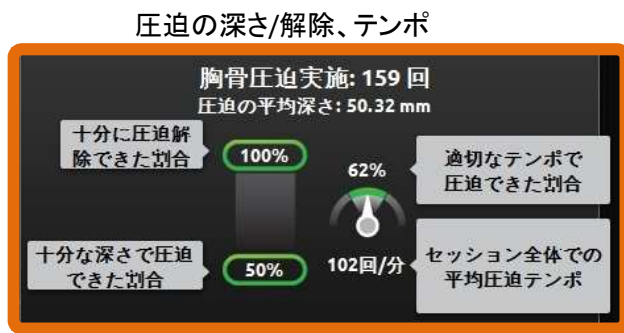 圧迫の深さ/解除、テンポ
胸骨圧迫実施: 159 回
圧迫の平均深さ: 50.32 mm
十分に圧迫解
除できた割合
100%
62%
適切なテンポで
圧迫できた割合
十分な深さで圧迫
できた割合
50%
102回/分
セッション全体での
平均圧迫テンポ